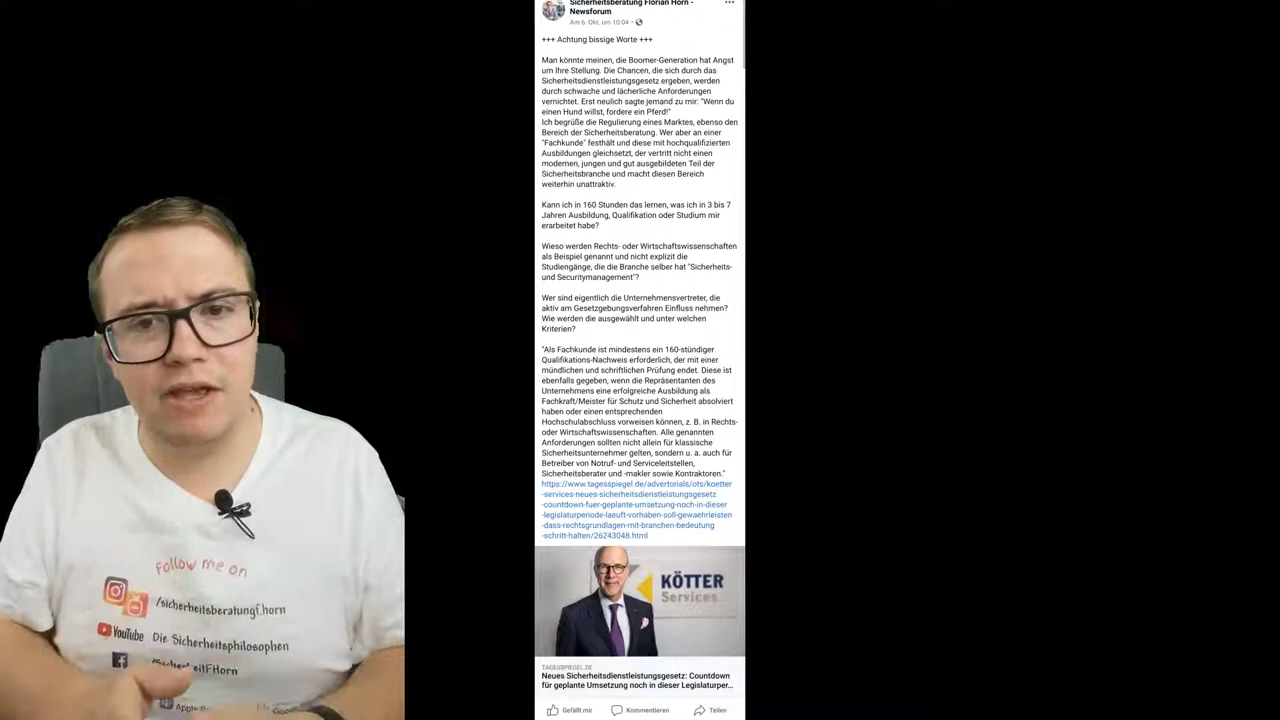 Sicherheitsberatung Florian Horn -
Newsforum
Am 6. Okt. um 10:04
+++ Achtung bissige Worte +++
Man könnte meinen, die Boomer-Generation hat Angst
um Ihre Stellung. Die Chancen, die sich durch das
Sicherheitsdienstleistungsgesetz ergeben, werden
durch schwache und lächerliche Anforderungen
vernichtet. Erst neulich sagte jemand zu mir: "Wenn du
einen Hund willst, fordere ein Pferd!"
Ich begrüße die Regulierung eines Marktes, ebenso den
Bereich der Sicherheitsberatung. Wer aber an einer
"Fachkunde" festhält und diese mit hochqualifizierten
Ausbildungen gleichsetzt, der vertritt nicht einen
modernen, jungen und gut ausgebildeten Teil der
Sicherheitsbranche und macht diesen Bereich
weiterhin unattraktiv.
Kann ich in 160 Stunden das lernen, was ich in 3 bis 7
Jahren Ausbildung, Qualifikation oder Studium mir
erarbeitet habe?
Wieso werden Rechts- oder Wirtschaftswissenschaften
als Beispiel genannt und nicht explizit die
Studiengänge, die die Branche selber hat "Sicherheits-
und Securitymanagement"?
Wer sind eigentlich die Unternehmensvertreter, die
aktiv am Gesetzgebungsverfahren Einfluss nehmen?
Wie werden die ausgewählt und unter welchen
Kriterien?
"Als Fachkunde ist mindestens ein 160-stündiger
Qualifikations-Nachweis erforderlich, der mit einer
mündlichen und schriftlichen Prüfung endet. Diese ist
ebenfalls gegeben, wenn die Repräsentanten des
Unternehmens eine erfolgreiche Ausbildung als
Fachkraft/Meister für Schutz und Sicherheit absolviert
haben oder einen entsprechenden
Hochschulabschluss vorweisen können, z. B. in Rechts-
oder Wirtschaftswissenschaften. Alle genannten
Anforderungen sollten nicht allein für klassische
Sicherheitsunternehmer gelten, sondern u. a. auch für
Betreiber von Notruf- und Serviceleitstellen,
Sicherheitsberater und -makler sowie Kontraktoren."
https://www.tagesspiegel.de/advertorials/ots/koetter
-services-neues-sicherheitsdienstleistungsgesetz
-countdown-fuer-geplante-umsetzung-noch-in-dieser
-legislaturperiode-laeuft-vorhaben-soll-gewaehrleisten
-dass-rechtsgrundlagen-mit-branchen-bedeutung
-schritt-halten/26243048.html
KÖTTER
Services
TAGESSPIEGEL.DE
Neues Sicherheitsdienstleistungsgesetz: Countdown
für geplante Umsetzung noch in dieser Legislaturper...
Gefällt mir Kommentieren Teilen
Follow me on
/sicherheitsberatungf.horn
YouTube Die Sicherheitsphilosophen